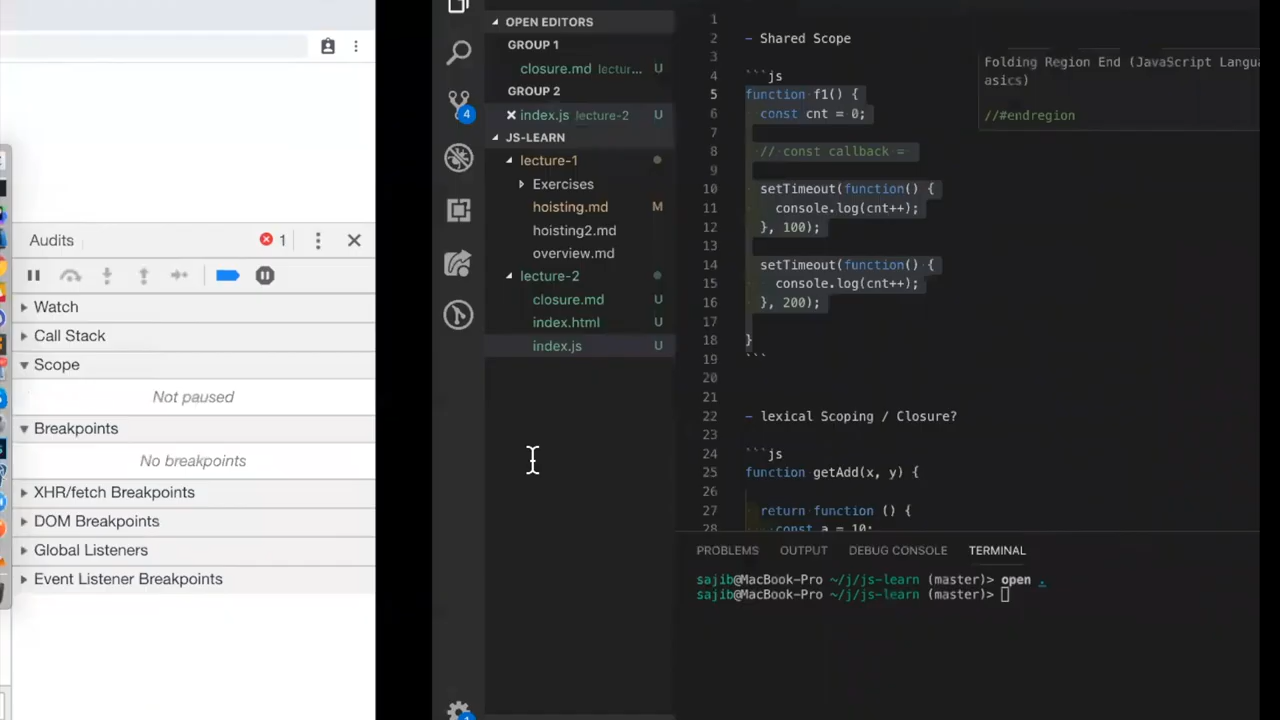 Audits
1
Watch
Call Stack
Scope
Not paused
Breakpoints
No breakpoints
XHR/fetch Breakpoints
DOM Breakpoints
Global Listeners
Event Listener Breakpoints
4
OPEN EDITORS
GROUP 1
closure.md lectur... U
GROUP 2
index.js lecture-2 U
JS-LEARN
lecture-1
Exercises
hoisting.md M
hoisting2.md
overview.md
lecture-2
closure.md U
index.html U
index.js U
1
2 - Shared Scope
3
4 ```js
5 function f1() {
6 const cnt = 0;
7
8 // const callback =
9
10 setTimeout(function() {
11 console.log(cnt++);
12 }, 100);
13
14 setTimeout(function() {
15 console.log(cnt++);
16 }, 200);
17
18 }
19 ```
20
21
22 - lexical Scoping / Closure?
23
24 ```js
25 function getAdd(x, y) {
26
27 return function () {
28 const a = 10;
Folding Region End (JavaScript Langua
asics)
//#endregion
PROBLEMS OUTPUT DEBUG CONSOLE TERMINAL
sajib@MacBook-Pro ~/j/js-learn (master)> open .
sajib@MacBook-Pro ~/j/js-learn (master)>
1